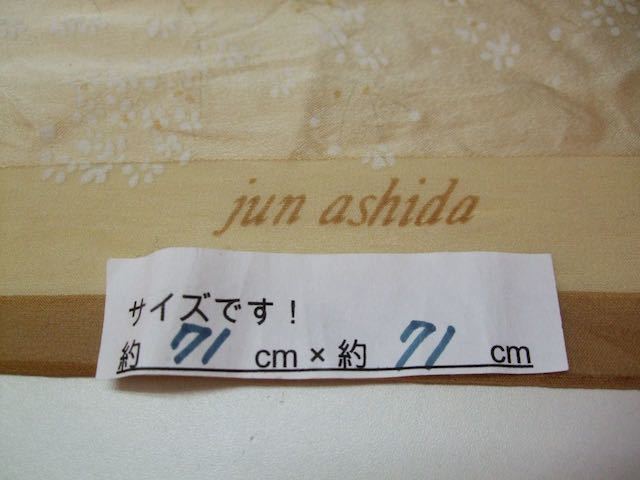 jun ashida
サイズです！
約 71 cm × 約 71 cm